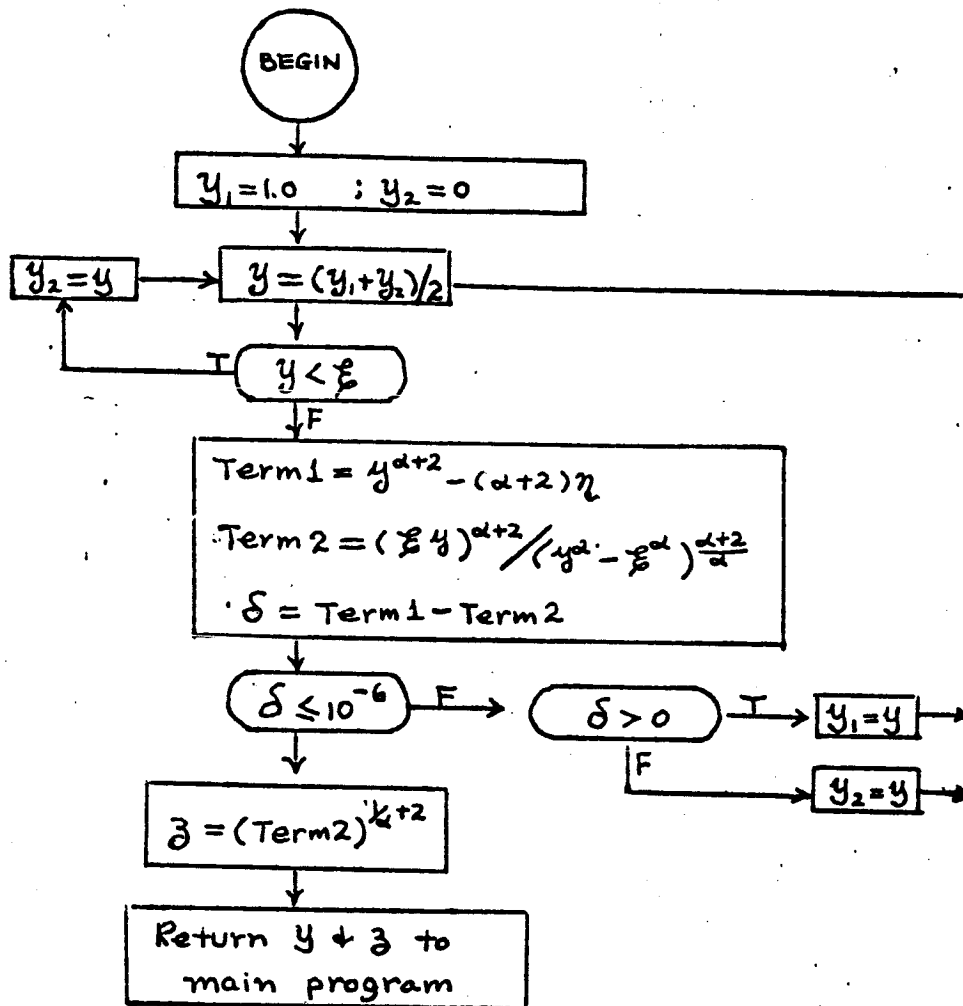 BEGIN
y₁=1.0 ; y₂=0
y₂=y
y=(y₁+y₂)/2
T
y<ξ
F
Term1=y^{α+2}-(α+2)η
Term2=(ξy)^{α+2}/(y^α-ξ^α)^{\frac{α+2}{α}}
δ=Term1-Term2
δ≤10⁻⁶
F
δ>0
T
y₁=y
F
y₂=y
z=(Term2)^{1/α+2}
Return y & z to
main program